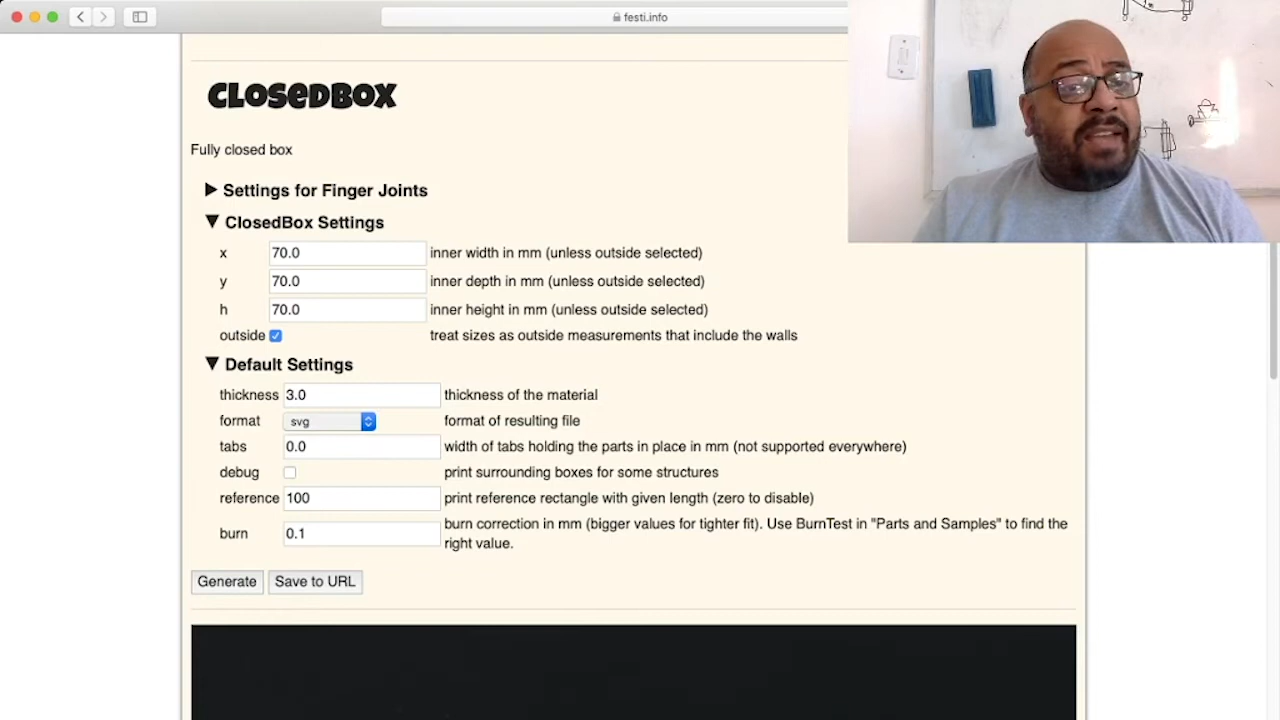 festi.info
CLOSEDBOX
Fully closed box
Settings for Finger Joints
ClosedBox Settings
x 70.0 inner width in mm (unless outside selected)
y 70.0 inner depth in mm (unless outside selected)
h 70.0 inner height in mm (unless outside selected)
outside treat sizes as outside measurements that include the walls
Default Settings
thickness 3.0 thickness of the material
format svg format of resulting file
tabs 0.0 width of tabs holding the parts in place in mm (not supported everywhere)
debug print surrounding boxes for some structures
reference 100 print reference rectangle with given length (zero to disable)
burn 0.1 burn correction in mm (bigger values for tighter fit). Use BurnTest in "Parts and Samples" to find the
right value.
Generate Save to URL